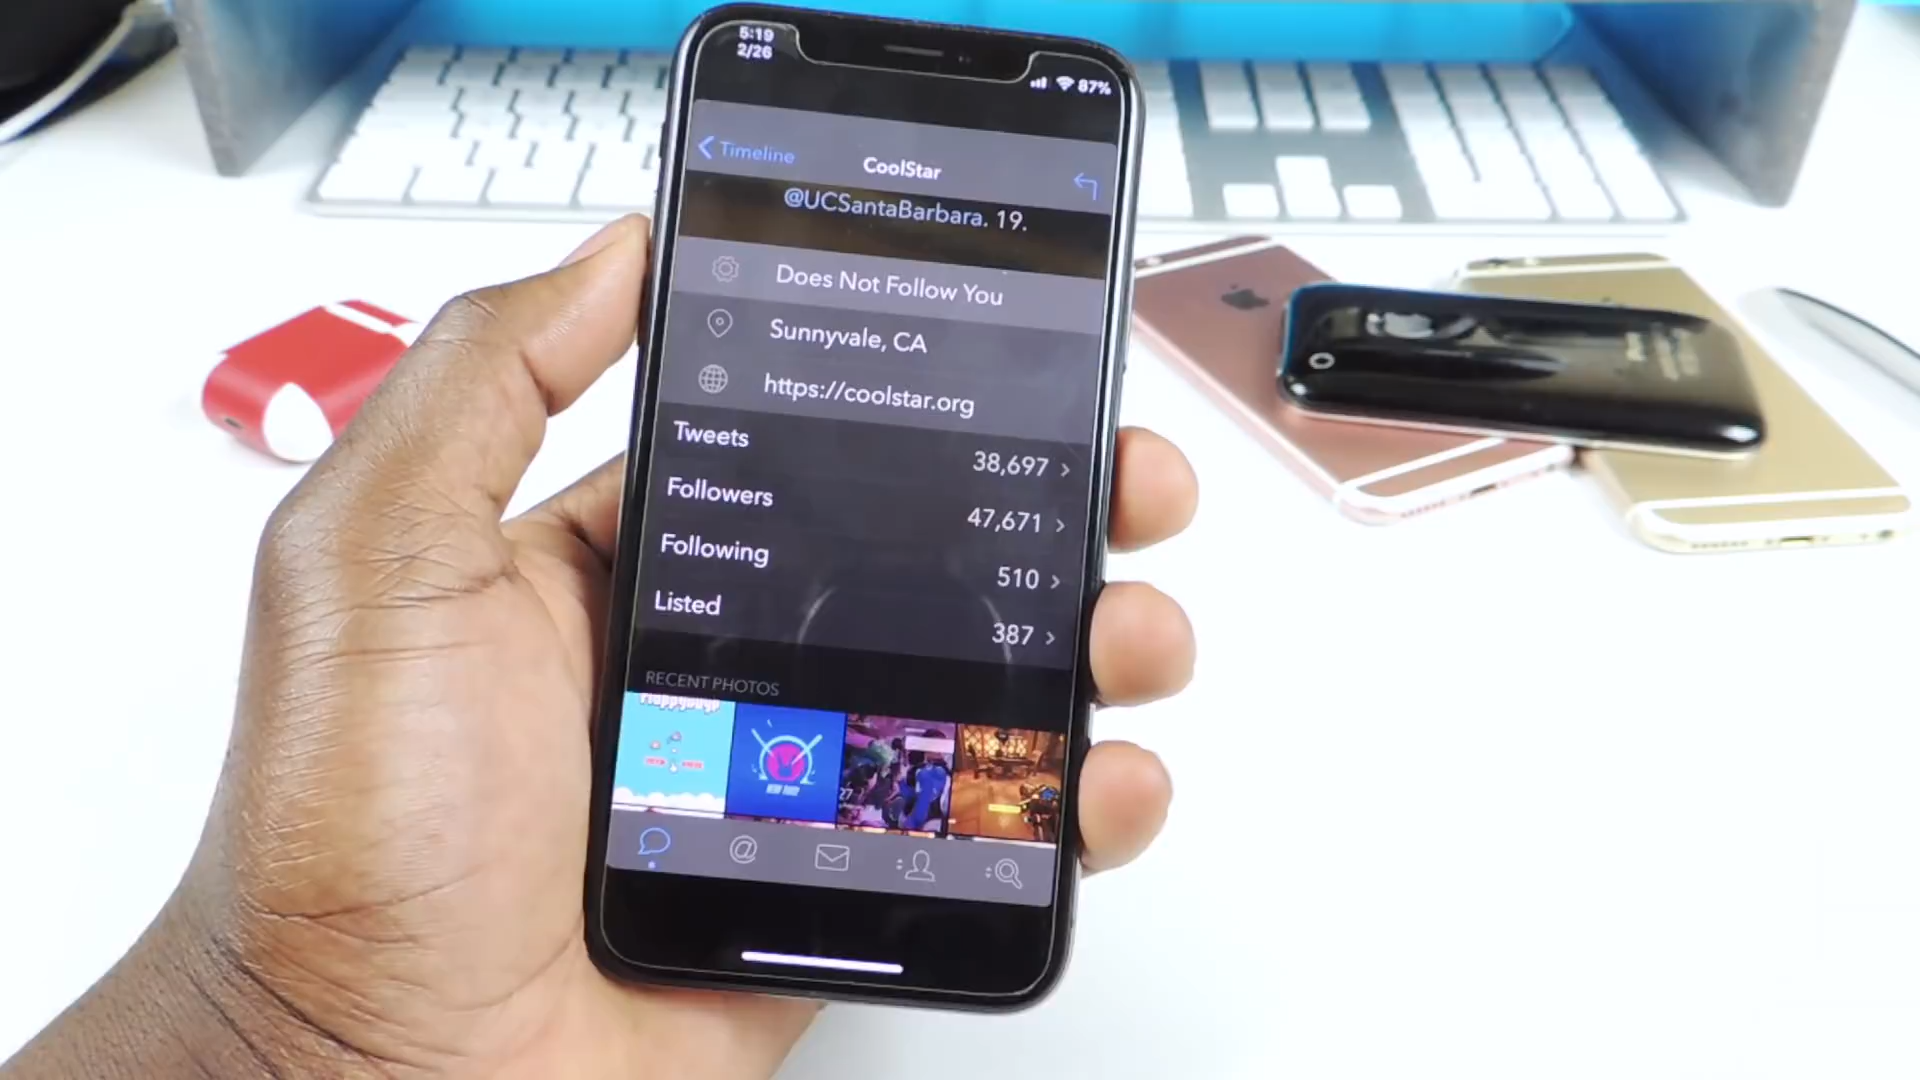 5:19
2/26
87%
Timeline
CoolStar
@UCSantaBarbara. 19.
Does Not Follow You
Sunnyvale, CA
https://coolstar.org
Tweets
38,697
Followers
47,671
Following
510
Listed
387
RECENT PHOTOS
27